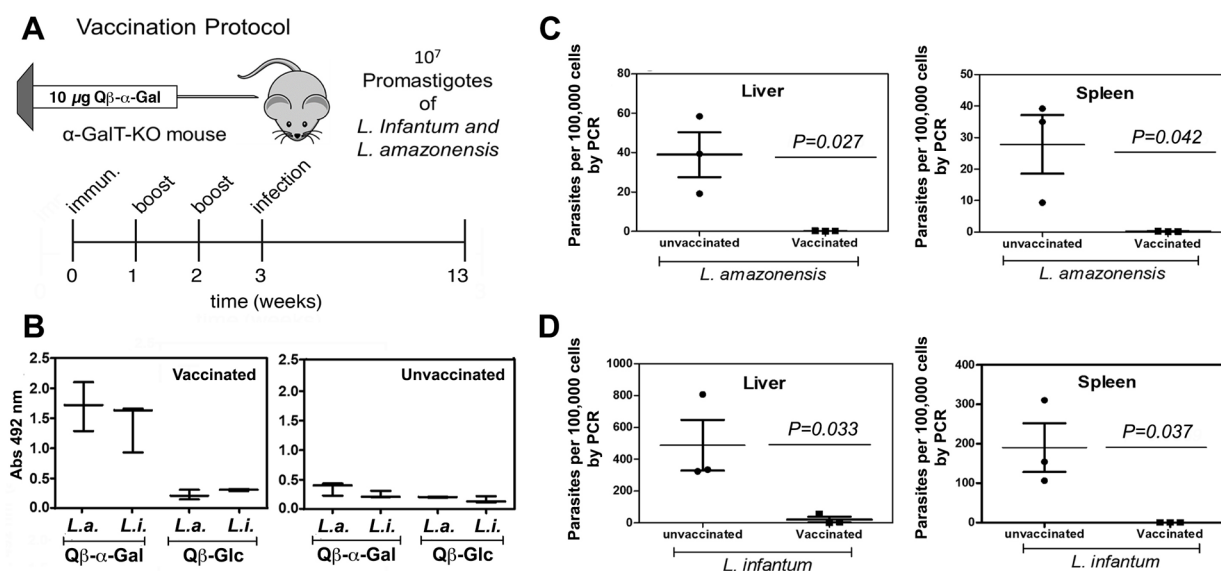 A
Vaccination Protocol
10 µg Qβ-α-Gal
α-GalT-KO mouse
10⁷
Promastigotes
of
L. Infantum and
L. amazonensis
immun.
boost
boost
infection
0 1 2 3 13
time (weeks)
B
Abs 492 nm
2.5
2.0
1.5
1.0
0.5
0.0
Vaccinated
L.a. L.i. L.a. L.i.
Qβ-α-Gal Qβ-Glc
2.5
2.0
1.5
1.0
0.5
0.0
Unvaccinated
L.a. L.i. L.a. L.i.
Qβ-α-Gal Qβ-Glc
C
Parasites per 100,000 cells
by PCR
80
60
40
20
0
Liver
P=0.027
unvaccinated Vaccinated
L. amazonensis
Parasites per 100,000 cells
by PCR
50
40
30
20
10
0
Spleen
P=0.042
unvaccinated Vaccinated
L. amazonensis
D
Parasites per 100,000 cells
by PCR
1000
800
600
400
200
0
Liver
P=0.033
unvaccinated Vaccinated
L. infantum
Parasites per 100,000 cells
by PCR
400
300
200
100
0
Spleen
P=0.037
unvaccinated Vaccinated
L. infantum